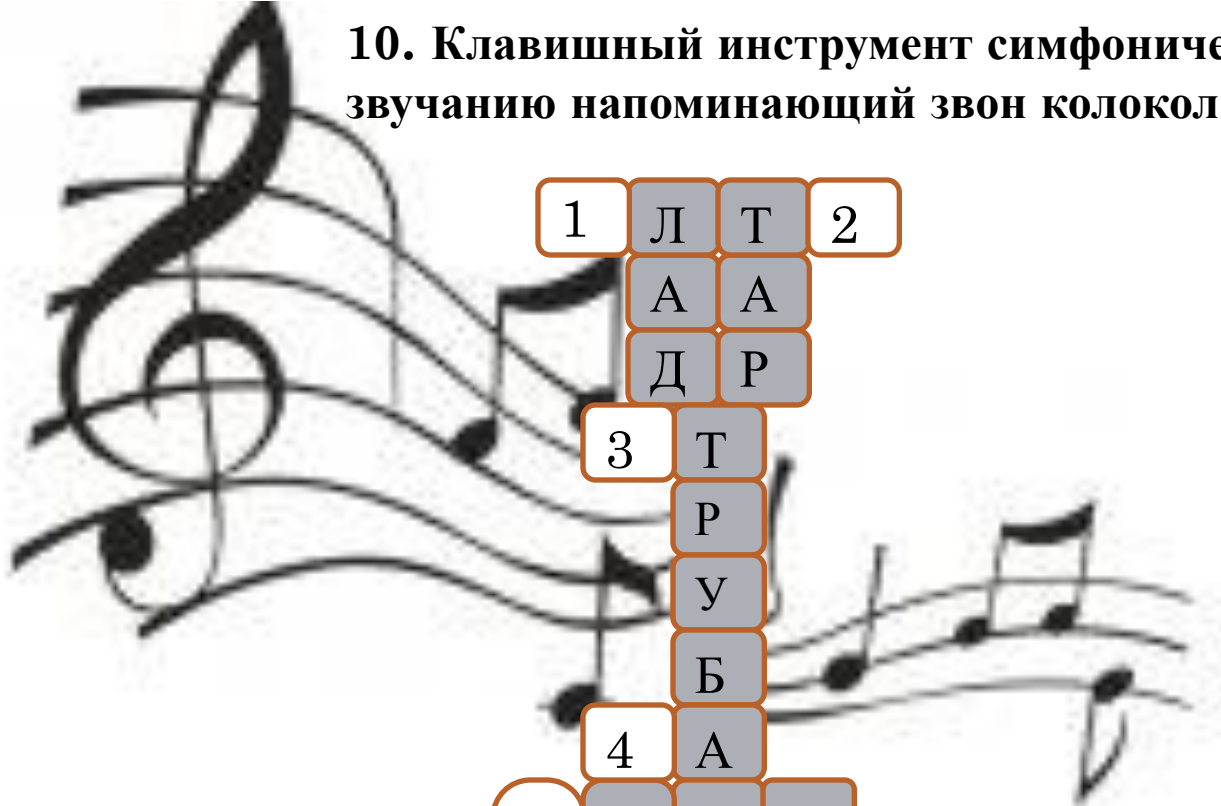 10. Клавишный инструмент симфониче
звучанию напоминающий звон колокол
1 Л Т 2
А А
Д Р
3 Т
Р
У
Б
4 А